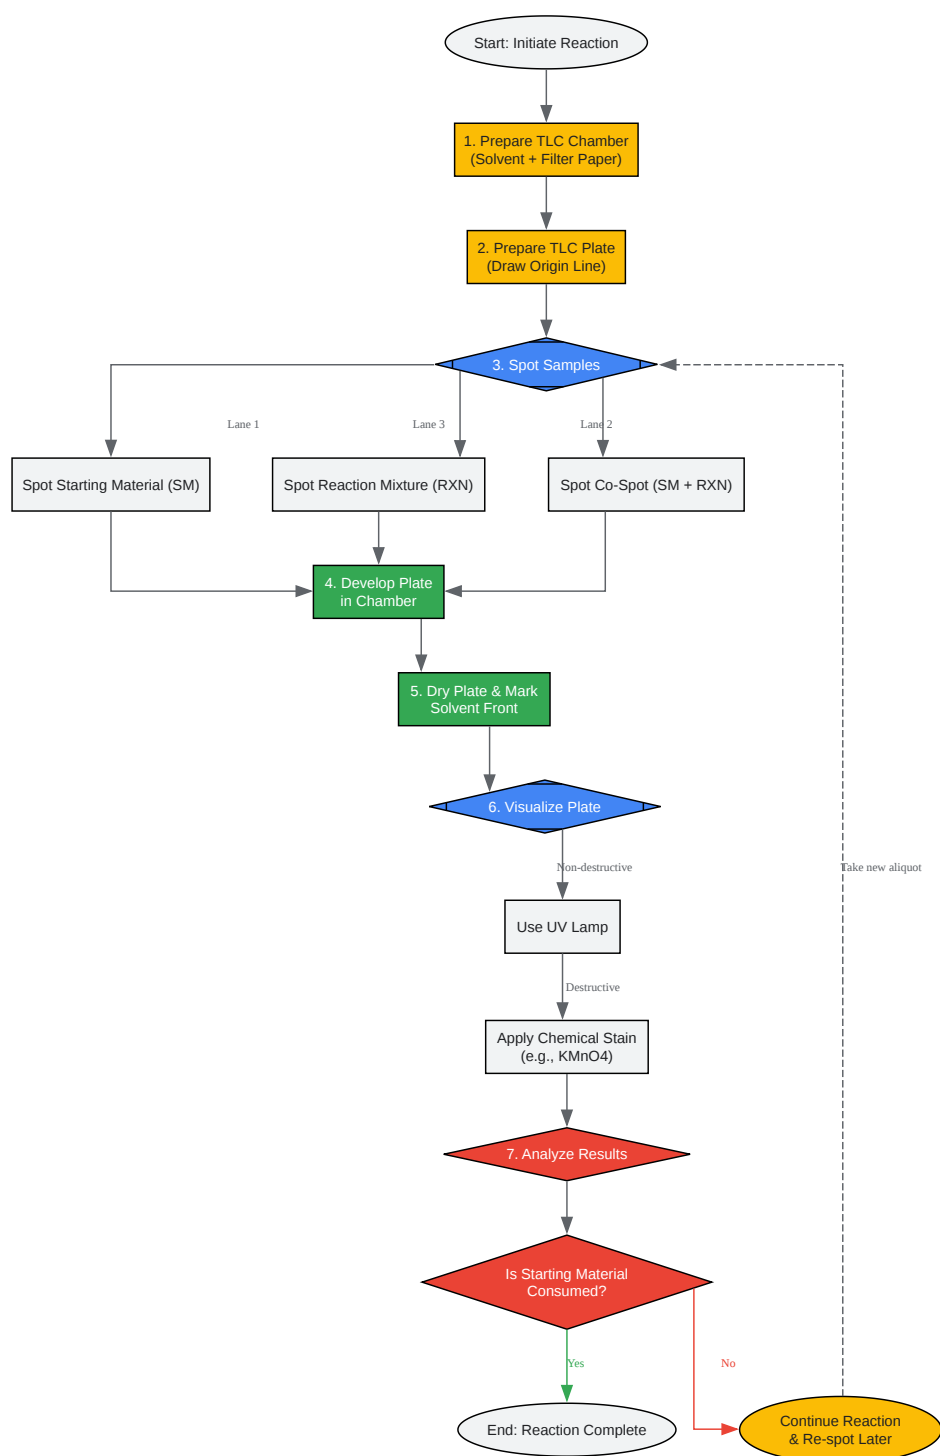 Start: Initiate Reaction
1. Prepare TLC Chamber
(Solvent + Filter Paper)
2. Prepare TLC Plate
(Draw Origin Line)
3. Spot Samples
Lane 1
Lane 3
Lane 2
Spot Starting Material (SM)
Spot Reaction Mixture (RXN)
Spot Co-Spot (SM + RXN)
4. Develop Plate
in Chamber
5. Dry Plate & Mark
Solvent Front
6. Visualize Plate
Non-destructive
Take new aliquot
Use UV Lamp
Destructive
Apply Chemical Stain
(e.g., KMnO4)
7. Analyze Results
Is Starting Material
Consumed?
Yes
No
End: Reaction Complete
Continue Reaction
& Re-spot Later